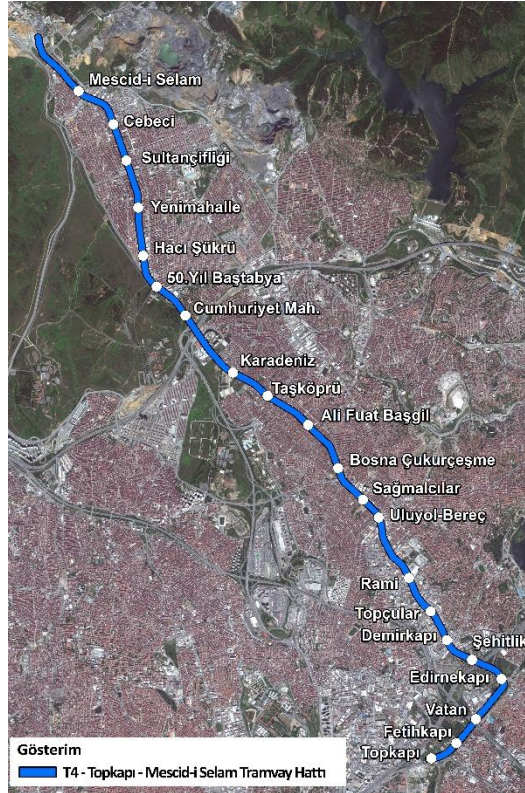 Mescid-i Selam
Cebeci
Sultançifliği
Yenimahalle
Hacı Şükrü
50.Yıl Baştabya
Cumhuriyet Mah.
Karadeniz
Taşköprü
Ali Fuat Başgil
Bosna Çukurçeşme
Sağmalcılar
Uluyol-Bereç
Rami
Topçular
Demirkapı
Şehitlik
Edirnekapı
Vatan
Fetihkapı
Topkapı
Gösterim
T4 - Topkapı - Mescid-i Selam Tramvay Hattı